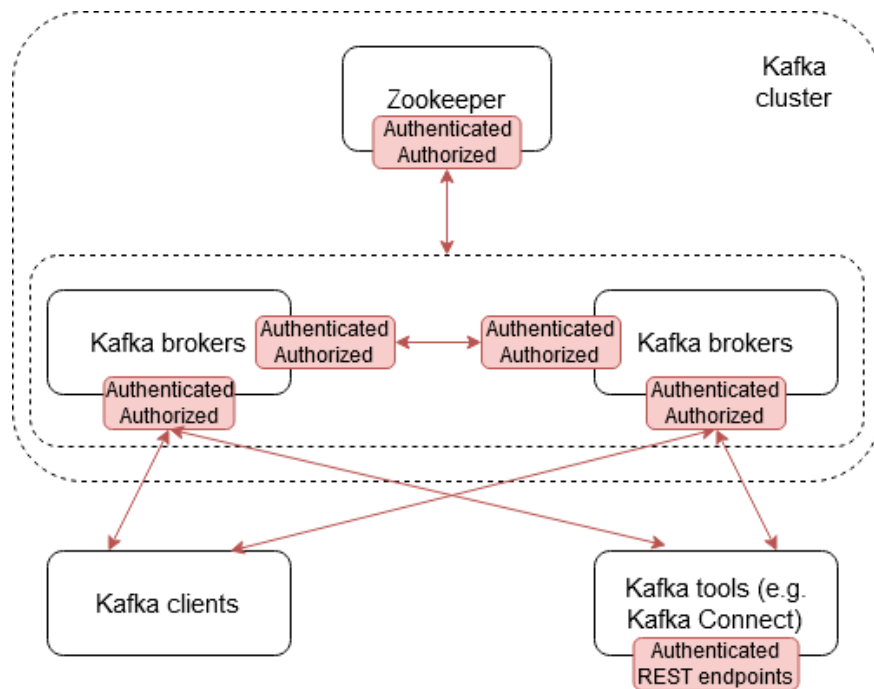 Kafka
cluster
Zookeeper
Authenticated
Authorized
Kafka brokers
Authenticated
Authorized
Authenticated
Authorized
Kafka brokers
Authenticated
Authorized
Authenticated
Authorized
Kafka clients
Kafka tools (e.g.
Kafka Connect)
Authenticated
REST endpoints